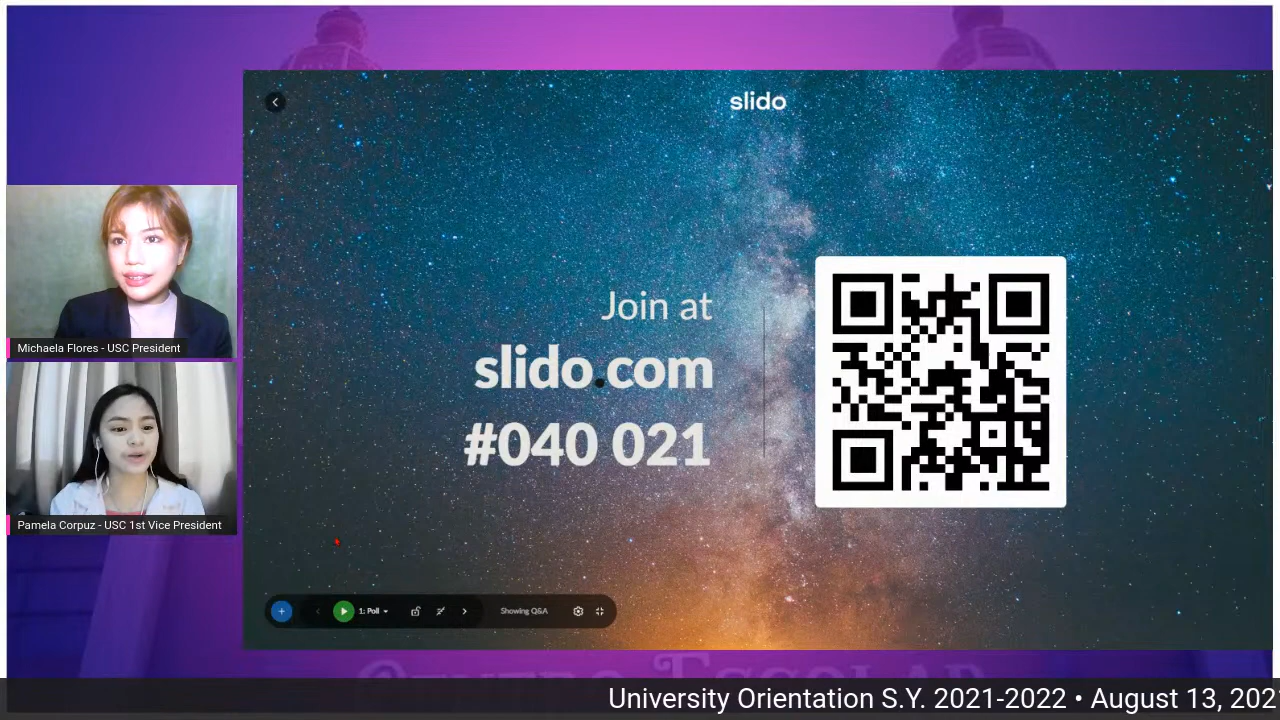 slido
Join at
slido.com
#040 021
Michaela Flores - USC President
Pamela Corpuz - USC 1st Vice President
1: Poll
Showing Q&A
University Orientation S.Y. 2021-2022 • August 13, 202